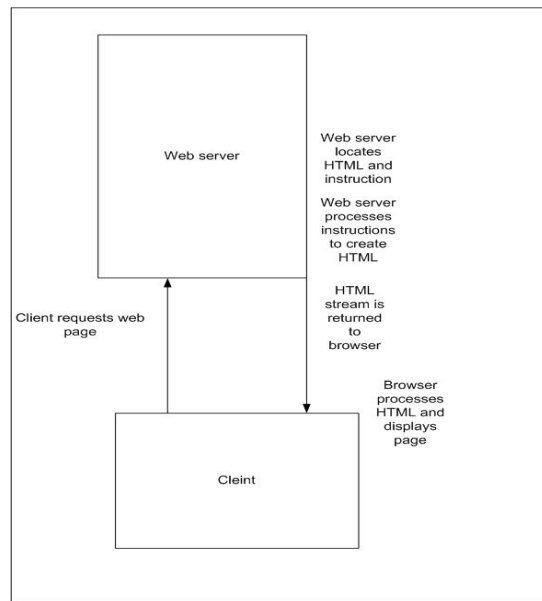 Web server
Web server
locates
HTML and
instruction
Web server
processes
instructions
to create
HTML
Client requests web
page
HTML
stream is
returned
to
browser
Browser
processes
HTML and
displays
page
Cleint